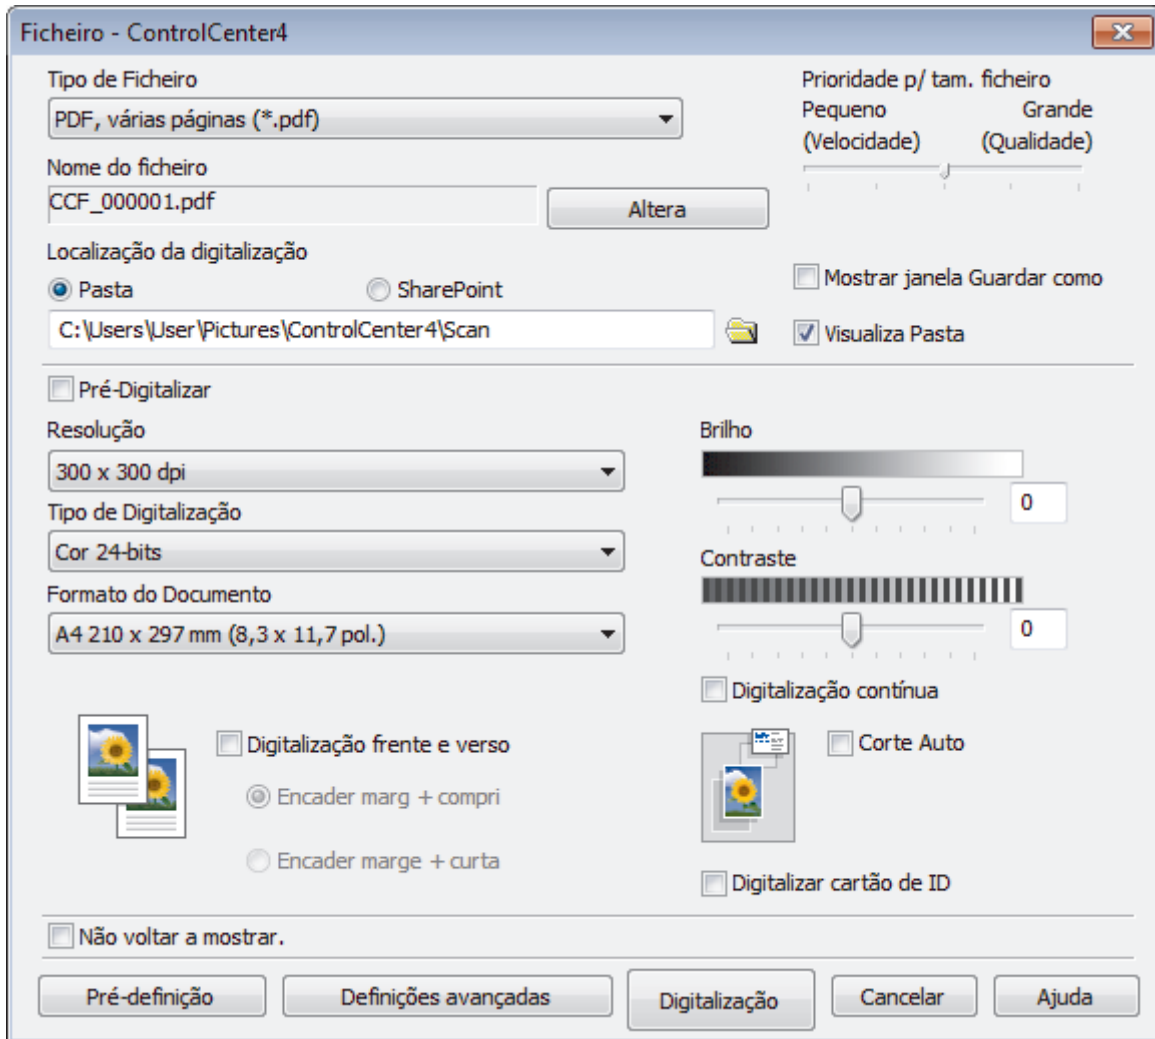 Ficheiro - ControlCenter4
Tipo de Ficheiro
PDF, várias páginas (*.pdf)
Prioridade p/ tam. ficheiro
Pequeno Grande
(Velocidade) (Qualidade)
Nome do ficheiro
CCF_000001.pdf
Altera
Localização da digitalização
Pasta
SharePoint
Mostrar janela Guardar como
C:\Users\User\Pictures\ControlCenter4\Scan
Visualiza Pasta
Pré-Digitalizar
Resolução
300 x 300 dpi
Tipo de Digitalização
Cor 24-bits
Formato do Documento
A4 210 x 297 mm (8,3 x 11,7 pol.)
Brilho
0
Contraste
0
Digitalização contínua
Digitalização frente e verso
Encader marg + compri
Encader marge + curta
Corte Auto
Digitalizar cartão de ID
Não voltar a mostrar.
Pré-definição
Definições avançadas
Digitalização
Cancelar
Ajuda